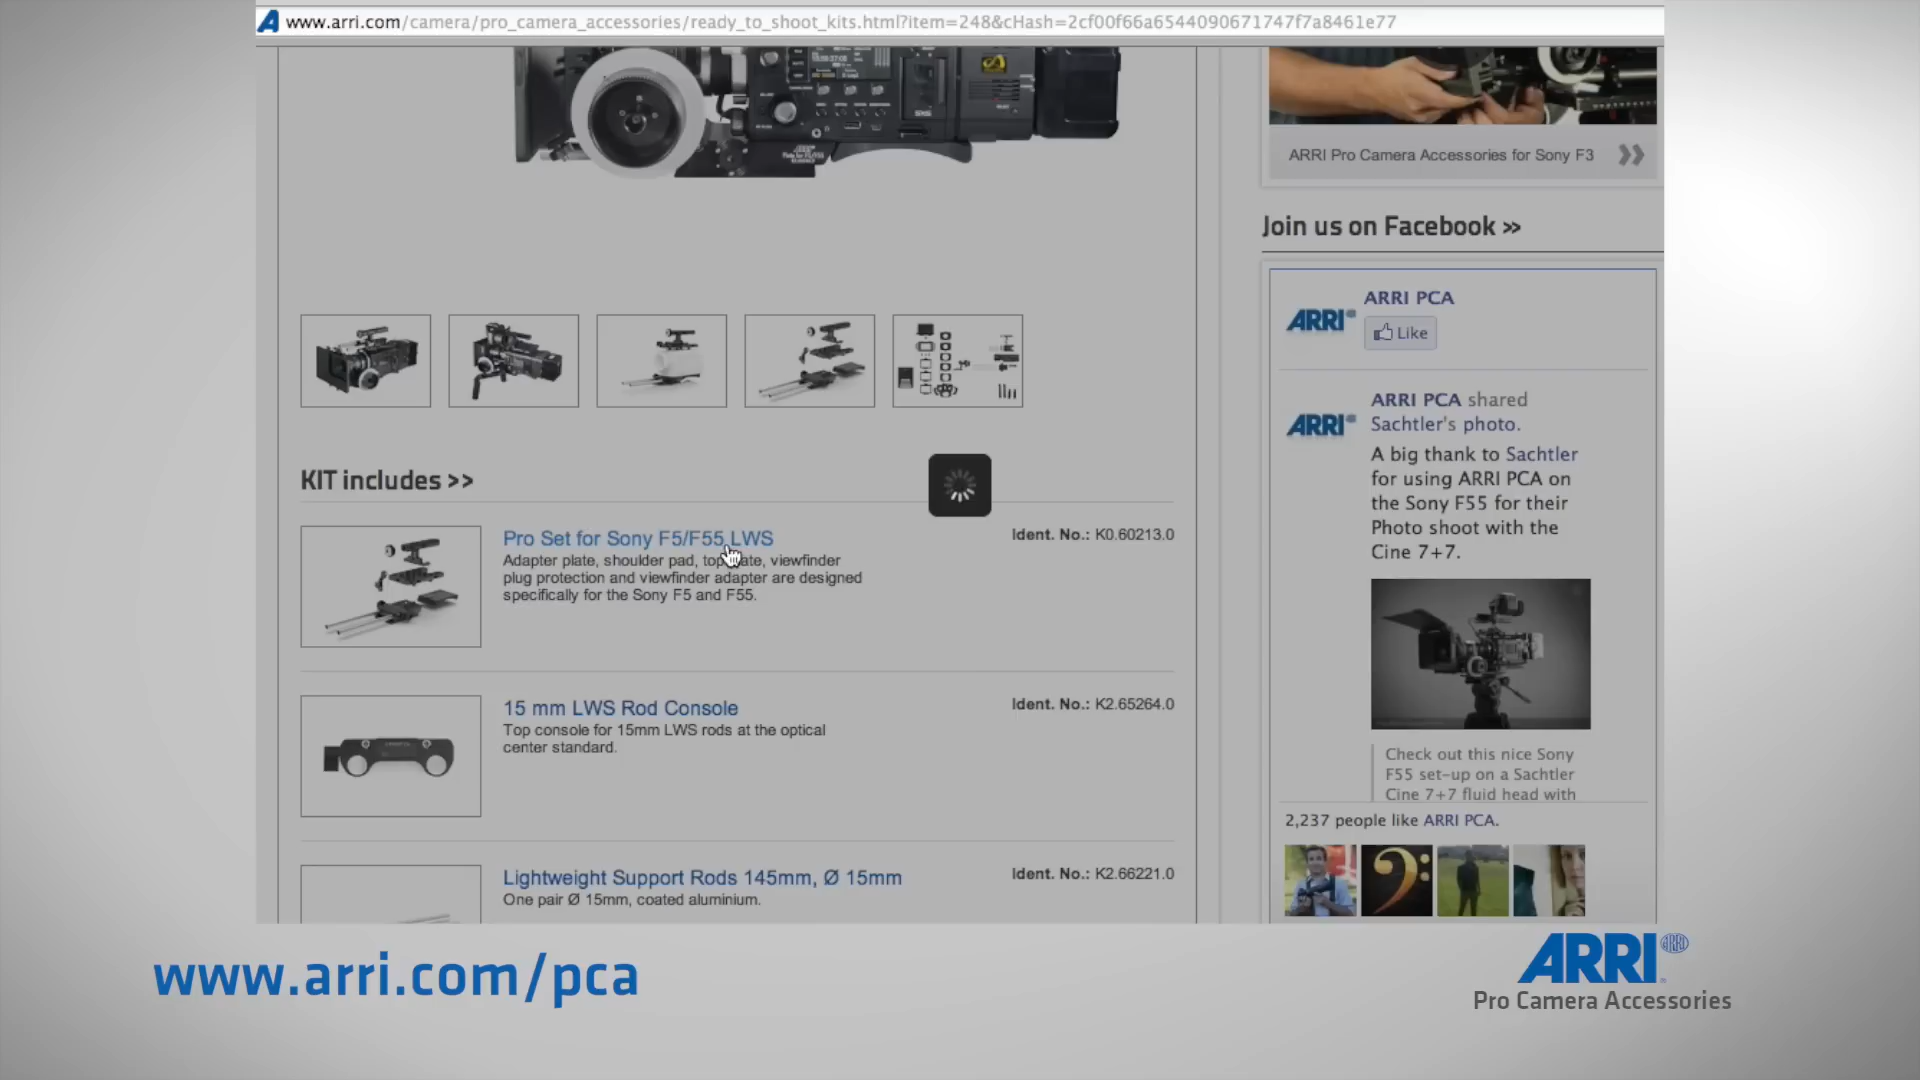 www.arri.com/camera/pro_camera_accessories/ready_to_shoot_kits.html?item=248&cHash=2cf00f66a6544090671747f7a8461e77
ARRI Pro Camera Accessories for Sony F3
Join us on Facebook »
ARRI
ARRI PCA
Like
ARRI
ARRI PCA shared
Sachtler's photo.
A big thank to Sachtler
for using ARRI PCA on
the Sony F55 for their
Photo shoot with the
Cine 7+7.
Check out this nice Sony
F55 set-up on a Sachtler
Cine 7+7 fluid head with
2,237 people like ARRI PCA.
KIT includes >>
Pro Set for Sony F5/F55 LWS
Ident. No.: K0.60213.0
Adapter plate, shoulder pad, top plate, viewfinder
plug protection and viewfinder adapter are designed
specifically for the Sony F5 and F55.
15 mm LWS Rod Console
Ident. No.: K2.65264.0
Top console for 15mm LWS rods at the optical
center standard.
Lightweight Support Rods 145mm, Ø 15mm
Ident. No.: K2.66221.0
One pair Ø 15mm, coated aluminium.
www.arri.com/pca
ARRI
Pro Camera Accessories